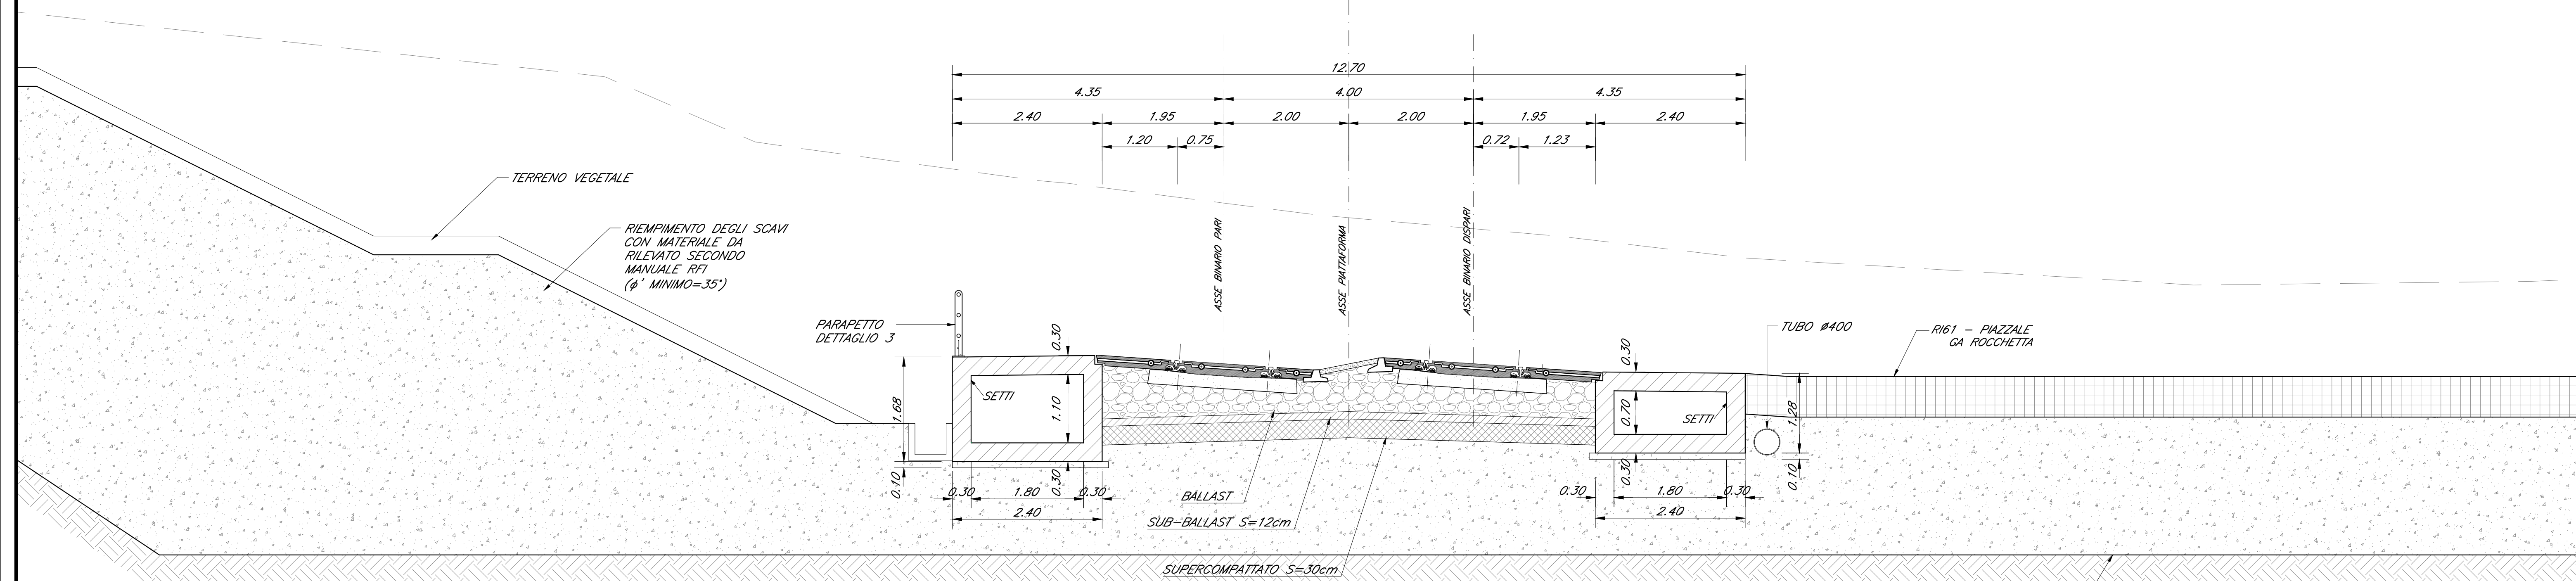 12.70
4.35 4.00 4.35
2.40 1.95 2.00 2.00 1.95 2.40
1.20 0.75 0.72 1.23
TERRENO VEGETALE
RIEMPIMENTO DEGLI SCAVI
CON MATERIALE DA
RILEVATO SECONDO
MANUALE RFI
(ϕ' MINIMO=35°)
PARAPETTO
DETTAGLIO 3
ASSE BINARIO PARI
ASSE PIATTAFORMA
ASSE BINARIO DISPARI
TUBO ø400
RI61 - PIAZZALE
GA ROCCHETTA
0.30
SETTI
1.10
1.68
0.10
0.30
0.30 1.80 0.30
2.40
0.30
0.70
SETTI
1.28
0.30
0.10
0.30 1.80 0.30
2.40
BALLAST
SUB-BALLAST S=12cm
SUPERCOMPATTATO S=30cm